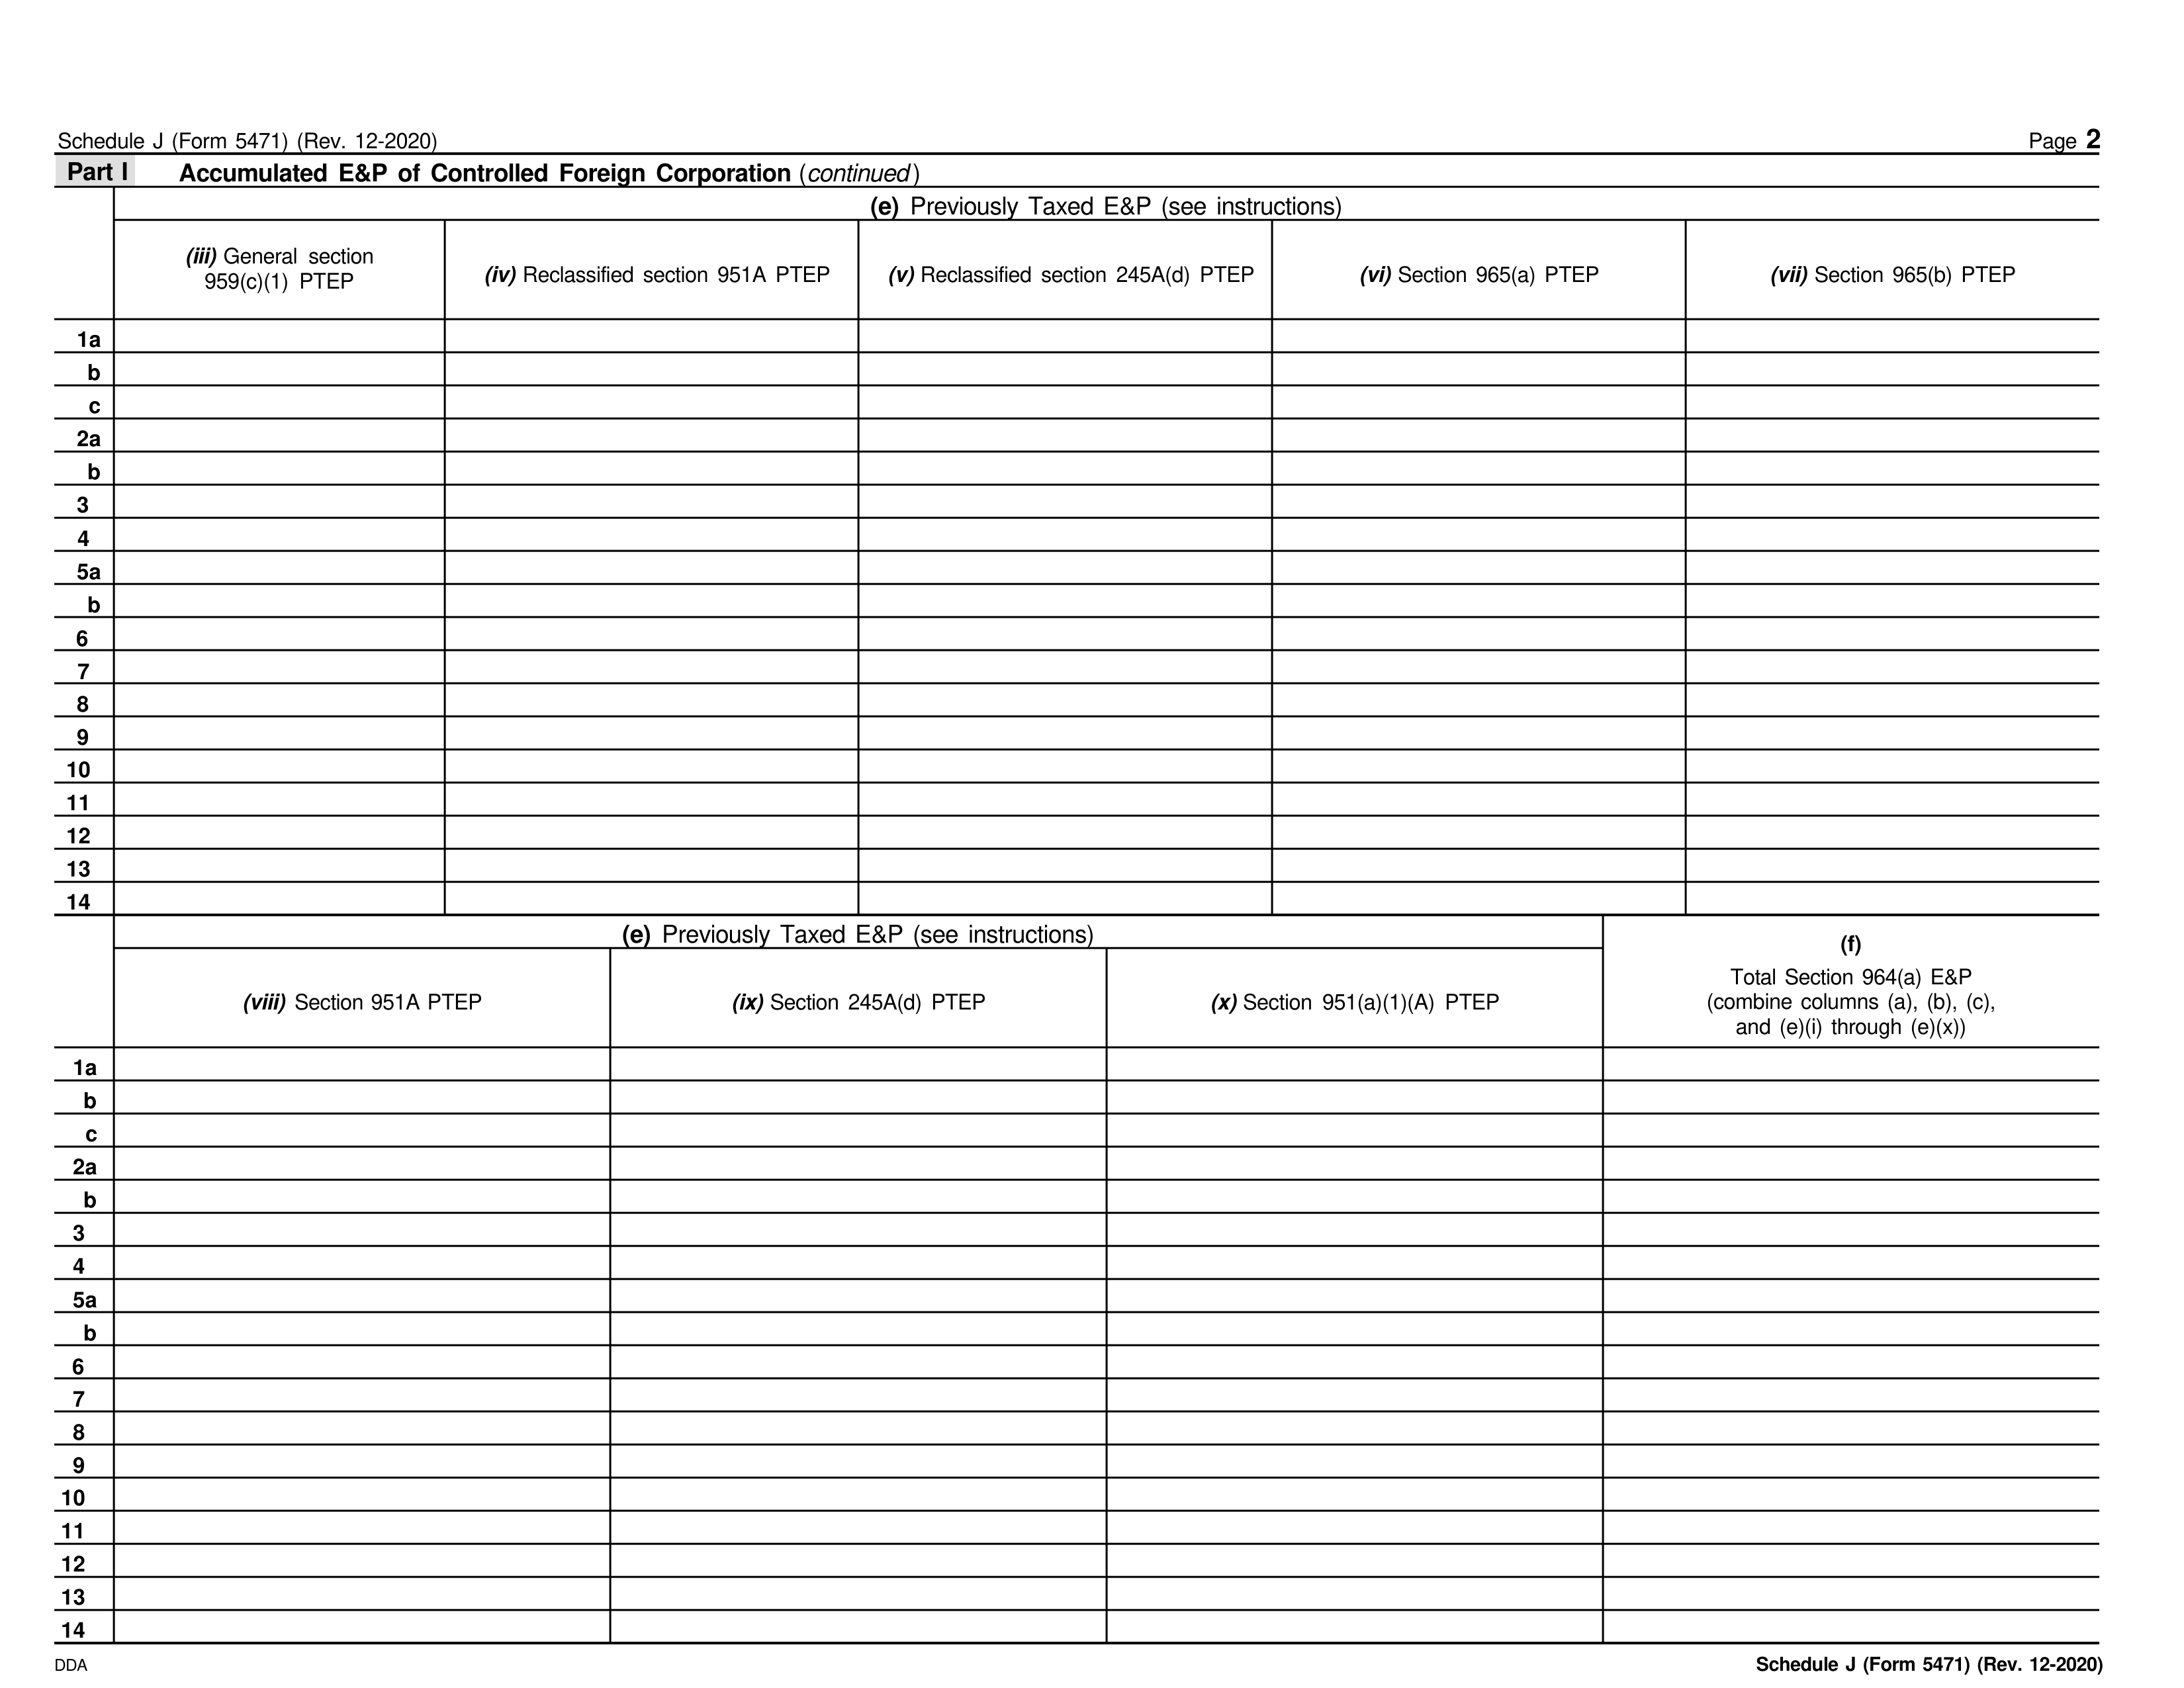 Schedule J (Form 5471) (Rev. 12-2020) Page 2
Part I Accumulated E&P of Controlled Foreign Corporation (continued)
(e) Previously Taxed E&P (see instructions)
(iii) General section
959(c)(1) PTEP
(iv) Reclassified section 951A PTEP
(v) Reclassified section 245A(d) PTEP
(vi) Section 965(a) PTEP
(vii) Section 965(b) PTEP
1a
b
c
2a
b
3
4
5a
b
6
7
8
9
10
11
12
13
14
(e) Previously Taxed E&P (see instructions)
(viii) Section 951A PTEP
(ix) Section 245A(d) PTEP
(x) Section 951(a)(1)(A) PTEP
(f)
Total Section 964(a) E&P
(combine columns (a), (b), (c),
and (e)(i) through (e)(x))
1a
b
c
2a
b
3
4
5a
b
6
7
8
9
10
11
12
13
14
DDA Schedule J (Form 5471) (Rev. 12-2020)